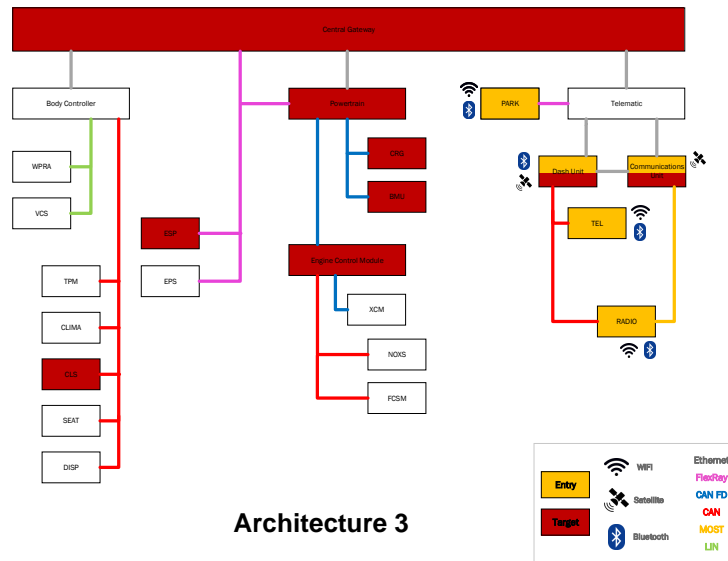 Central Gateway
Body Controller
Powertrain
PARK
Telematic
WPRA
ORG
Dash Unit
Communications
Unit
VCS
BMU
ESP
TEL
Engine Control Module
TPM
EPS
XCM
CLIMA
RADIO
NOXS
CLS
FCSM
SEAT
DISP
Architecture 3
Entry
Target
WiFi
Satellite
Bluetooth
Ethernet
FlexRay
CAN FD
CAN
MOST
LIN